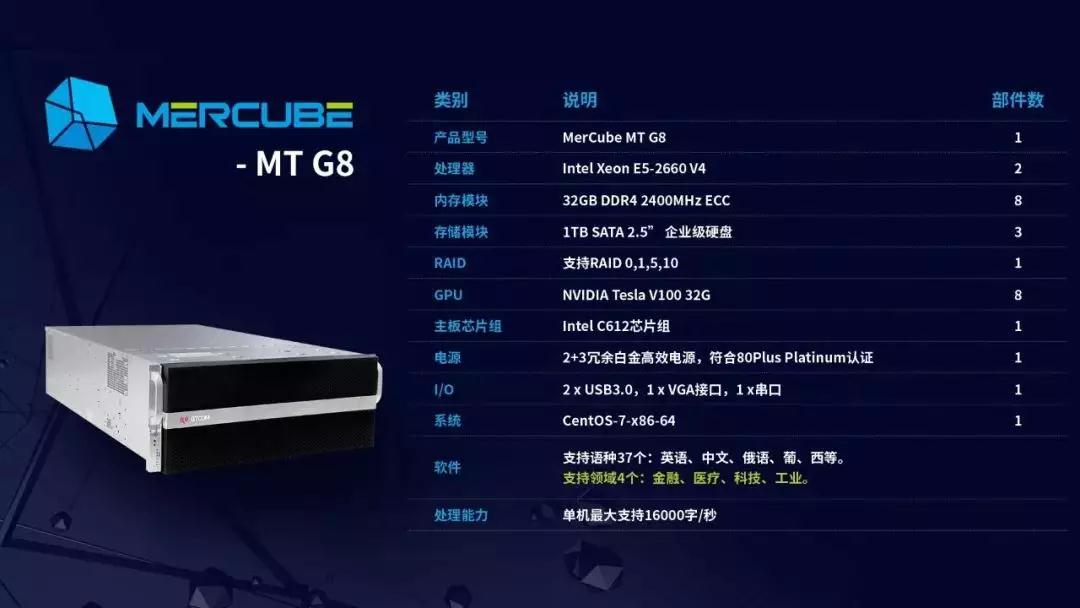 MERCUBE
- MT G8
类别 说明 部件数
产品型号 MerCube MT G8 1
处理器 Intel Xeon E5-2660 V4 2
内存模块 32GB DDR4 2400MHz ECC 8
存储模块 1TB SATA 2.5” 企业级硬盘 3
RAID 支持RAID 0,1,5,10 1
GPU NVIDIA Tesla V100 32G 8
主板芯片组 Intel C612芯片组 1
电源 2+3冗余白金高效电源，符合80Plus Platinum认证 1
I/O 2 x USB3.0，1 x VGA接口，1 x串口 1
系统 CentOS-7-x86-64 1
软件 支持语种37个：英语、中文、俄语、葡、西等。
支持领域4个：金融、医疗、科技、工业。
处理能力 单机最大支持16000字/秒